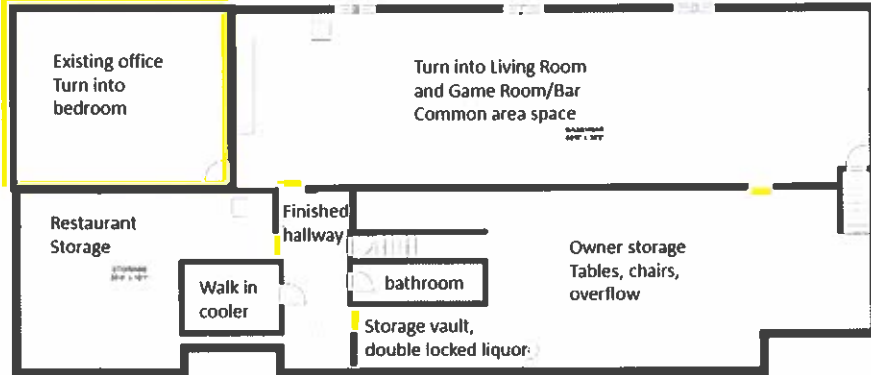 Existing office
Turn into
bedroom
Turn into Living Room
and Game Room/Bar
Common area space
Restaurant
Storage
Finished
hallway
Walk in
cooler
bathroom
Owner storage
Tables, chairs,
overflow
Storage vault,
double locked liquor